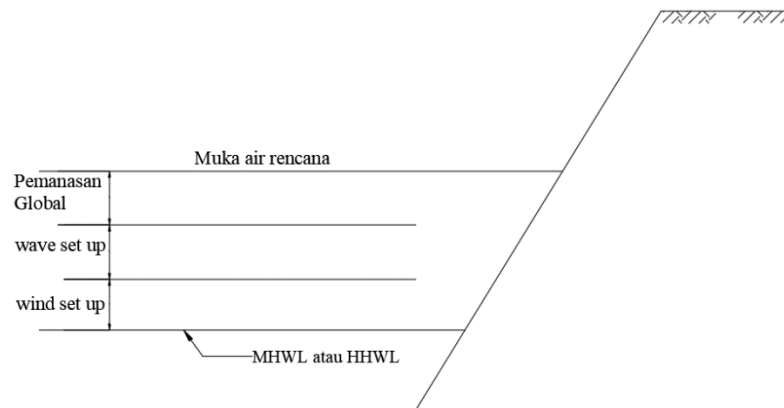 Muka air rencana
Pemanasan
Global
wave set up
wind set up
MHWL atau HHWL